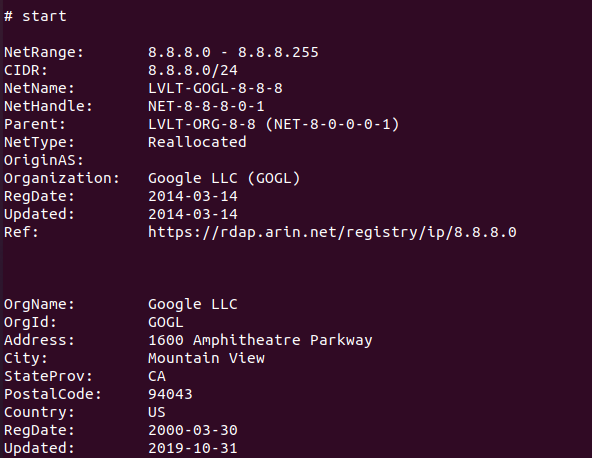 # start
NetRange: 8.8.8.0 - 8.8.8.255
CIDR: 8.8.8.0/24
NetName: LVLT-GOGL-8-8-8
NetHandle: NET-8-8-8-0-1
Parent: LVLT-ORG-8-8 (NET-8-0-0-0-1)
NetType: Reallocated
OriginAS:
Organization: Google LLC (GOGL)
RegDate: 2014-03-14
Updated: 2014-03-14
Ref: https://rdap.arin.net/registry/ip/8.8.8.0
OrgName: Google LLC
OrgId: GOGL
Address: 1600 Amphitheatre Parkway
City: Mountain View
StateProv: CA
PostalCode: 94043
Country: US
RegDate: 2000-03-30
Updated: 2019-10-31